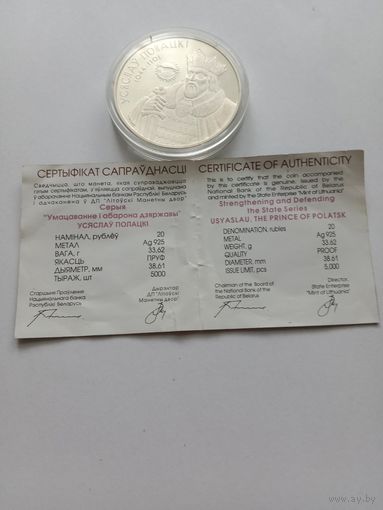 УСЯСЛАЎ ПОЛАЦКІ
СЕРТЫФІКАТ САПРАЎДНАСЦІ
Сведчыцца, што манета, якая суправаджаецца
гэтым сертыфікатам, з'яўляецца сапраўднай, выпушчана
ў абарачэнне Нацыянальным банкам Рэспублікі Беларусь
і адчаканена ў ДП "Літоўскі Манетны двор"
Серыя
"Умацаванне і абарона дзяржавы"
УСЯСЛАЎ ПОЛАЦКІ
НАМІНАЛ, рублёў 20
МЕТАЛ Ag 925
ВАГА, г 33,62
ЯКАСЦЬ ПРУФ
ДЫЯМЕТР, мм 38.61
ТЫРАЖ, шт 5000
Старшыня Праўлення
Нацыянальнага банка
Рэспублікі Беларусь
Дырэктар
ДП "Літоўскі
Манетны двор"
CERTIFICATE OF AUTHENTICITY
This is to certify that the coin accompanied
by this certificate is genuine, issued by the
National Bank of the Republic of Belarus
and minted by the State Enterprise "Mint of Lithuania"
Strengthening and Defending
the State Series
USYASLAU, THE PRINCE OF POLATSK
DENOMINATION, rubles 20
METAL Ag 925
WEIGHT, g 33.62
QUALITY PROOF
DIAMETER, mm 38.61
ISSUE LIMIT, pcs 5,000
Chairman of the Board of
the National Bank of the
Republic of Belarus
Director
State Enterprise
"Mint of Lithuania"
ay.by